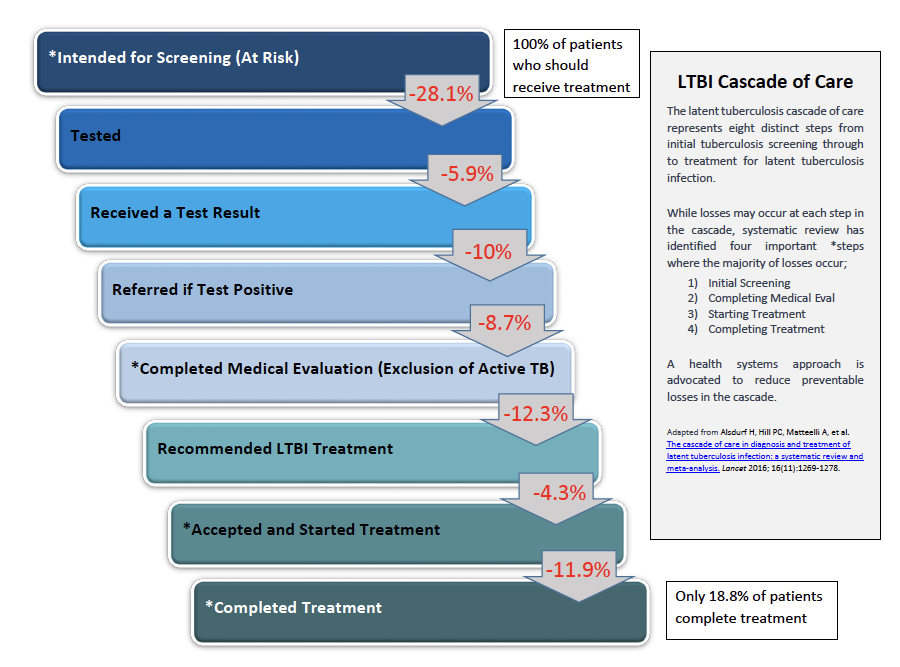 *Intended for Screening (At Risk)
100% of patients
who should
receive treatment
-28.1%
Tested
-5.9%
Received a Test Result
-10%
Referred if Test Positive
-8.7%
*Completed Medical Evaluation (Exclusion of Active TB)
-12.3%
Recommended LTBI Treatment
-4.3%
*Accepted and Started Treatment
-11.9%
*Completed Treatment
Only 18.8% of patients
complete treatment
LTBI Cascade of Care
The latent tuberculosis cascade of care
represents eight distinct steps from
initial tuberculosis screening through
to treatment for latent tuberculosis
infection.
While losses may occur at each step in
the cascade, systematic review has
identified four important *steps
where the majority of losses occur;
1) Initial Screening
2) Completing Medical Eval
3) Starting Treatment
4) Completing Treatment
A health systems approach is
advocated to reduce preventable
losses in the cascade.
Adapted from Alsdurf H, Hill PC, Matteelli A, et al.
The cascade of care in diagnosis and treatment of
latent tuberculosis infection: a systematic review and
meta-analysis. Lancet 2016; 16(11):1269-1278.